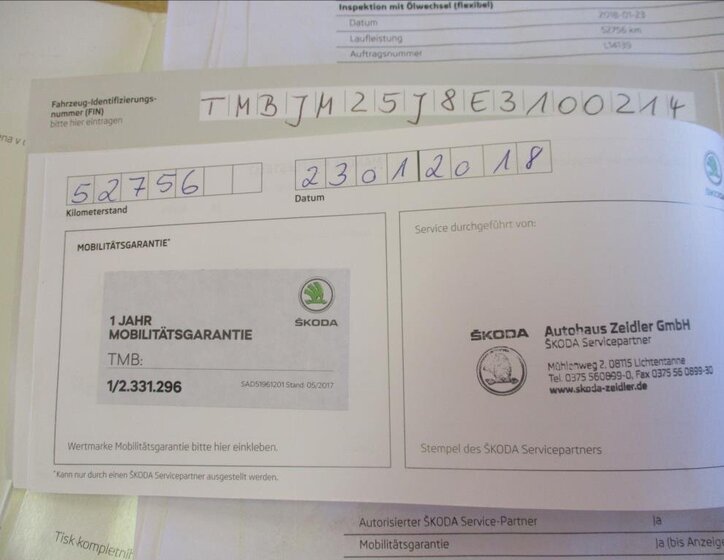 Inspektion mit Ölwechsel (flexibel)
Datum 2018-01-23
Laufleistung 52756 km
Auftragsnummer
Fahrzeug-Identifizierungs-
nummer (FIN)
bitte hier eintragen
TMBJM25J8E3100214
52756
Kilometerstand
23012018
Datum
MOBILITÄTSGARANTIE*
1 JAHR
MOBILITÄTSGARANTIE
TMB:
1/2.331.296
ŠKODA
SAD51961201 Stand: 05/2017
Wertmarke Mobilitätsgarantie bitte hier einkleben.
*Kann nur durch einen ŠKODA Servicepartner ausgestellt werden.
Service durchgeführt von:
ŠKODA
Autohaus Zeidler GmbH
ŠKODA Servicepartner
Mühlenweg 2, 08115 Lichtentanne
Tel. 0375 560899-0, Fax 0375 56 0899-30
www.skoda-zeidler.de
Stempel des ŠKODA Servicepartners
Autorisierter ŠKODA Service-Partner Ja
Mobilitätsgarantie Ja (bis Anzeige
Tisk-kompletní